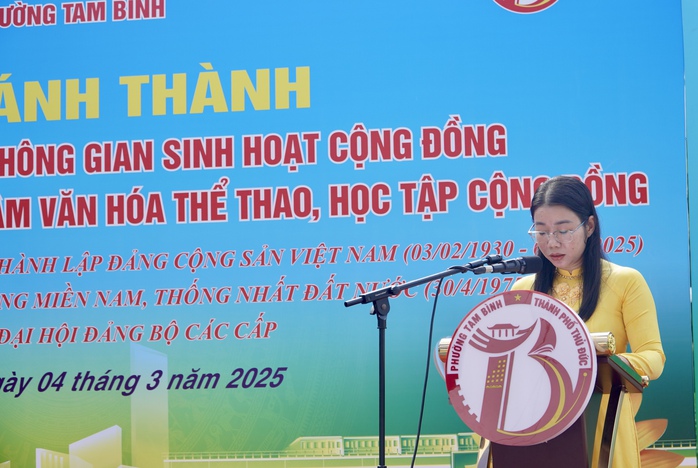 ƯỜNG TAM BÌNH
ÁNH THÀNH
HÔNG GIAN SINH HOẠT CỘNG ĐỒNG
ÂM VĂN HÓA THỂ THAO, HỌC TẬP CỘNG ĐỒNG
HÀNH LẬP ĐẢNG CỘNG SẢN VIỆT NAM (03/02/1930 - 2025)
NG MIỀN NAM, THỐNG NHẤT ĐẤT NƯỚC (30/4/197
ĐẠI HỘI ĐẢNG BỘ CÁC CẤP
gày 04 tháng 3 năm 2025
PHƯỜNG TAM BÌNH THÀNH PHỐ THỦ ĐỨC